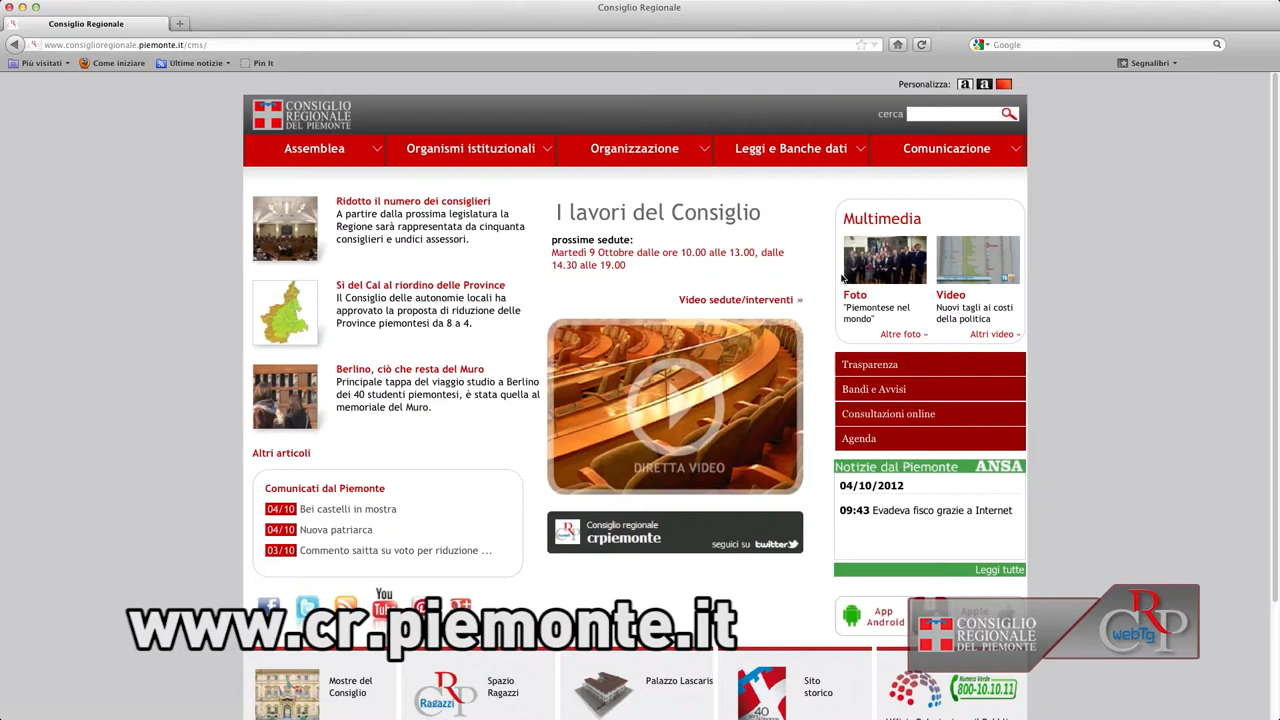 Consiglio Regionale
Consiglio Regionale
www.consiglioregionale.piemonte.it/cms/
Google
Più visitati
Come iniziare
Ultime notizie
Pin It
Segnalibri
Personalizza: a a
CONSIGLIO
REGIONALE
DEL PIEMONTE
cerca
Assemblea
Organismi istituzionali
Organizzazione
Leggi e Banche dati
Comunicazione
Ridotto il numero dei consiglieri
A partire dalla prossima legislatura la
Regione sarà rappresentata da cinquanta
consiglieri e undici assessori.
Sì del Cal al riordino delle Province
Il Consiglio delle autonomie locali ha
approvato la proposta di riduzione delle
Province piemontesi da 8 a 4.
Berlino, ciò che resta del Muro
Principale tappa del viaggio studio a Berlino
dei 40 studenti piemontesi, è stata quella al
memoriale del Muro.
Altri articoli
Comunicati dal Piemonte
04/10 Bei castelli in mostra
04/10 Nuova patriarca
03/10 Commento saitta su voto per riduzione ...
I lavori del Consiglio
prossime sedute:
Martedì 9 Ottobre dalle ore 10.00 alle 13.00, dalle
14.30 alle 19.00
Video sedute/interventi »
DIRETTA VIDEO
Consiglio regionale
crpiemonte
seguici su twitter
Multimedia
Foto
"Piemontese nel
mondo"
Altre foto »
Video
Nuovi tagli ai costi
della politica
Altri video »
Trasparenza
Bandi e Avvisi
Consultazioni online
Agenda
Notizie dal Piemonte ANSA
04/10/2012
09:43 Evadeva fisco grazie a Internet
Leggi tutte
You
App
Android
Apple
www.cr.piemonte.it
CONSIGLIO
REGIONALE
DEL PIEMONTE
CRP
webTg
Mostre del
Consiglio
CRP
Ragazzi
Spazio
Ragazzi
Palazzo Lascaris
40
Sito
storico
Numero Verde
800-10.10.11